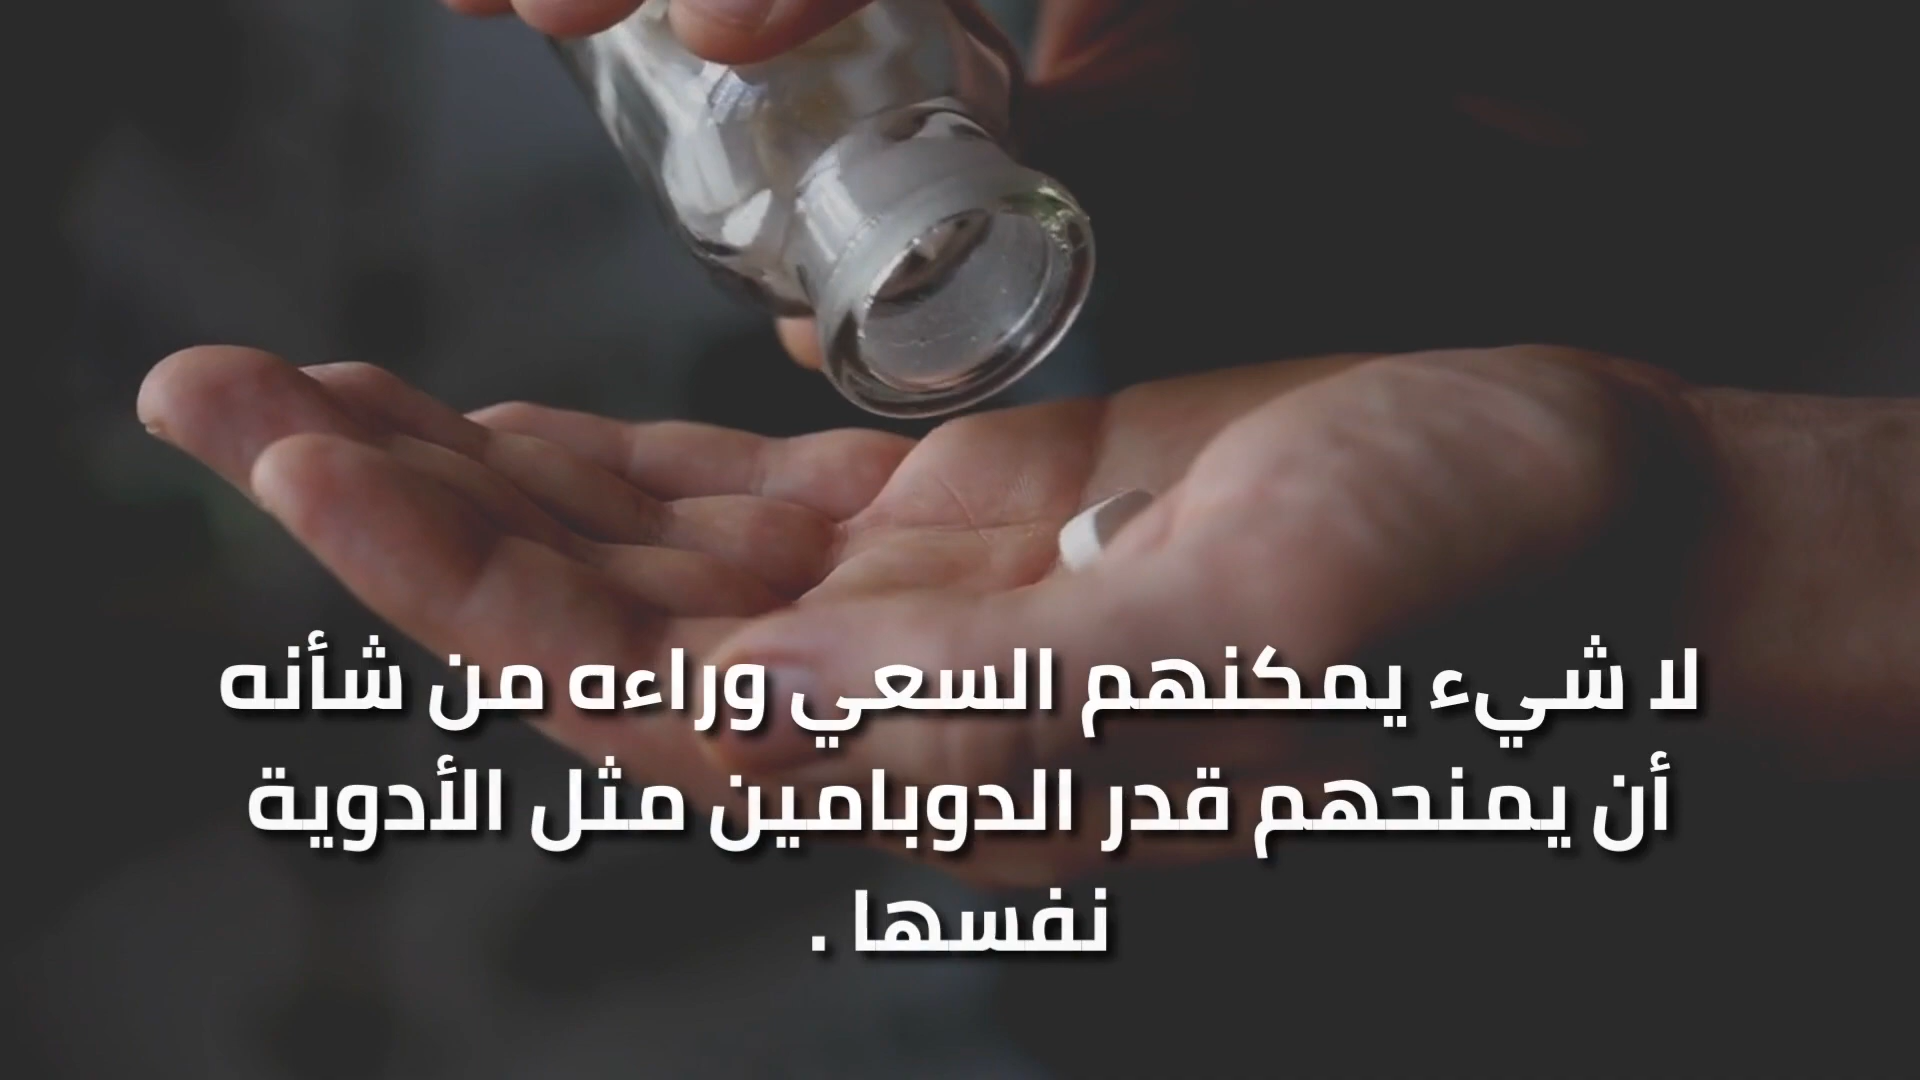 لا شيء يمكنهم السعي وراءه من شأنه
أن يمنحهم قدر الدوبامين مثل الأدوية
نفسها .